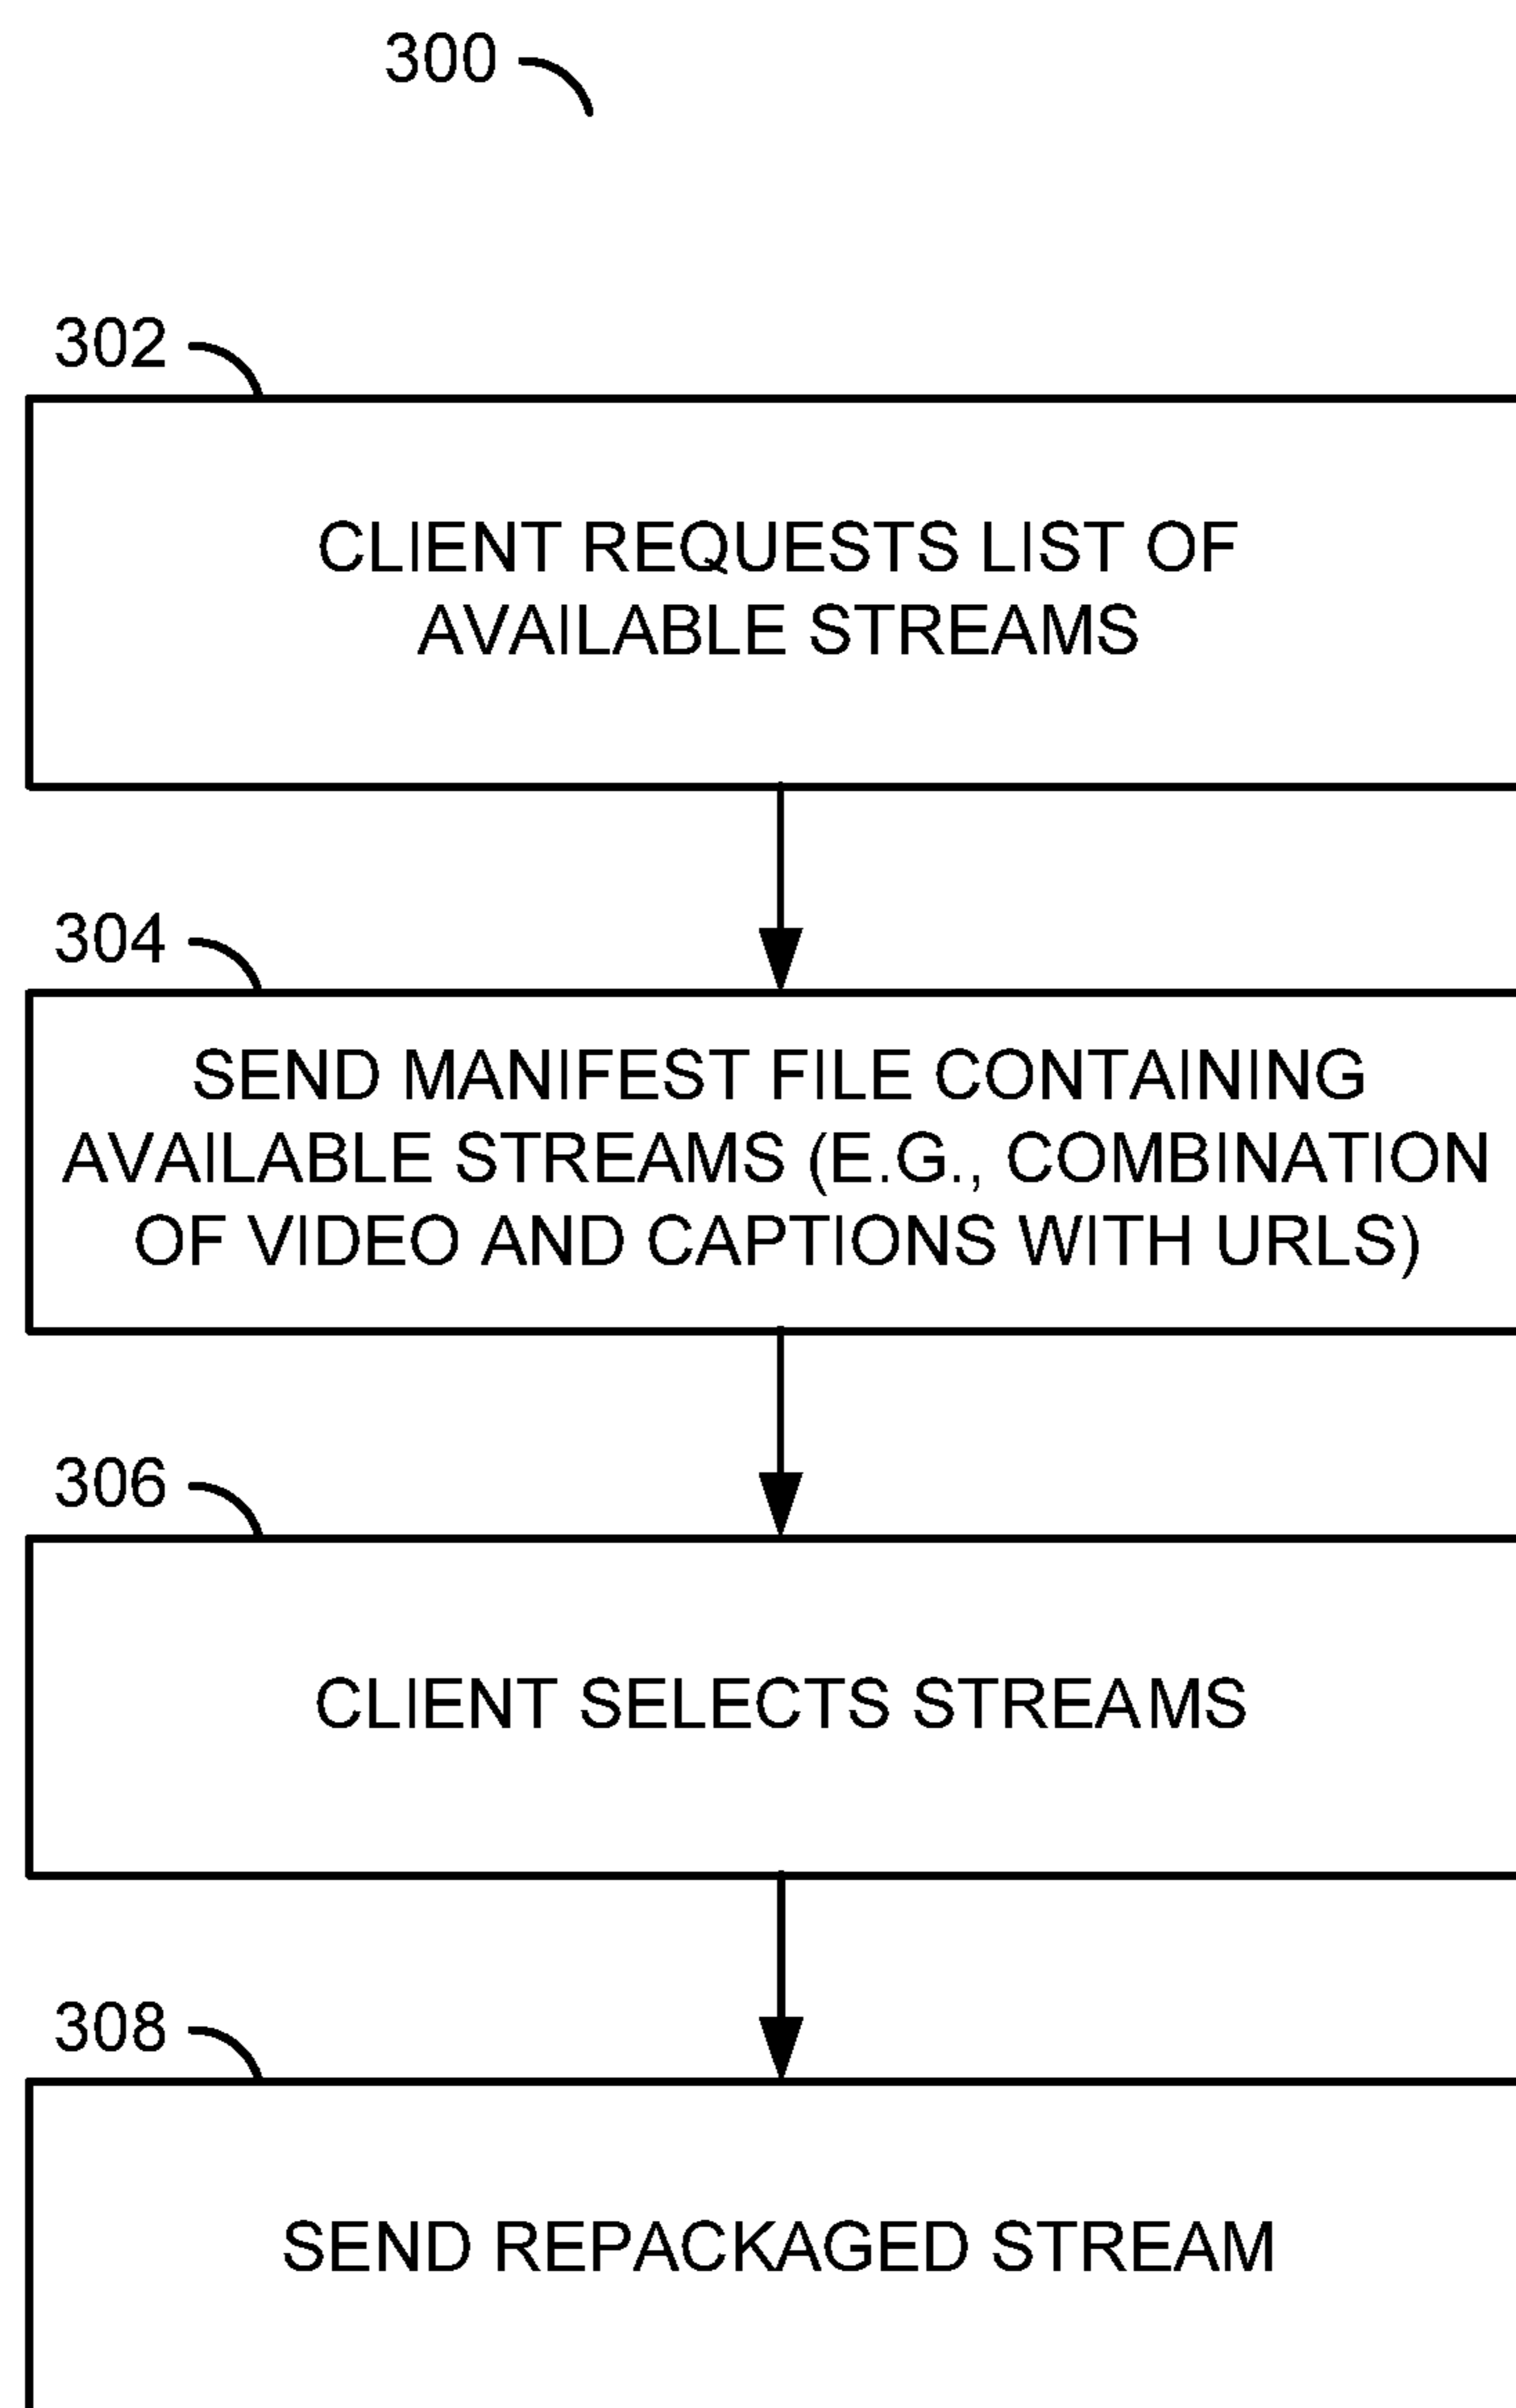 300
302
CLIENT REQUESTS LIST OF
AVAILABLE STREAMS
304
SEND MANIFEST FILE CONTAINING
AVAILABLE STREAMS (E.G., COMBINATION
OF VIDEO AND CAPTIONS WITH URLS)
306
CLIENT SELECTS STREAMS
308
SEND REPACKAGED STREAM